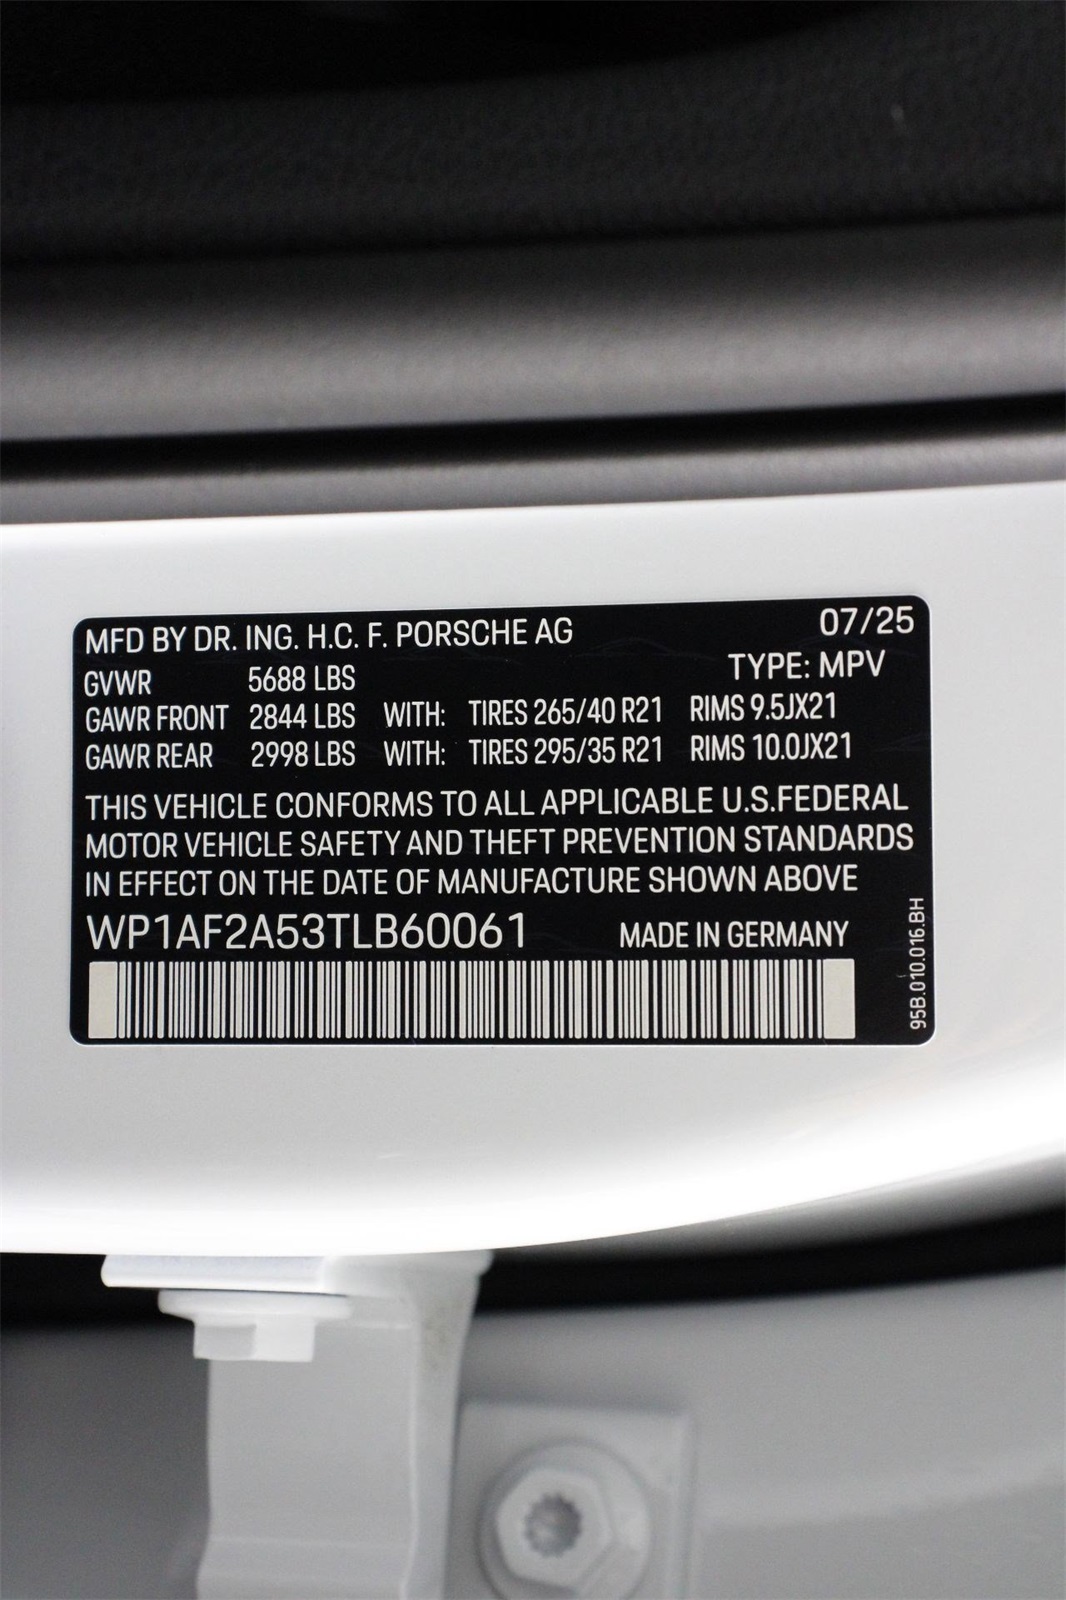 MFD BY DR. ING. H.C. F. PORSCHE AG 07/25
TYPE: MPV
GVWR 5688 LBS
GAWR FRONT 2844 LBS WITH: TIRES 265/40 R21 RIMS 9.5JX21
GAWR REAR 2998 LBS WITH: TIRES 295/35 R21 RIMS 10.0JX21
THIS VEHICLE CONFORMS TO ALL APPLICABLE U.S.FEDERAL
MOTOR VEHICLE SAFETY AND THEFT PREVENTION STANDARDS
IN EFFECT ON THE DATE OF MANUFACTURE SHOWN ABOVE
WP1AF2A53TLB60061 MADE IN GERMANY
95B.010.016.BH